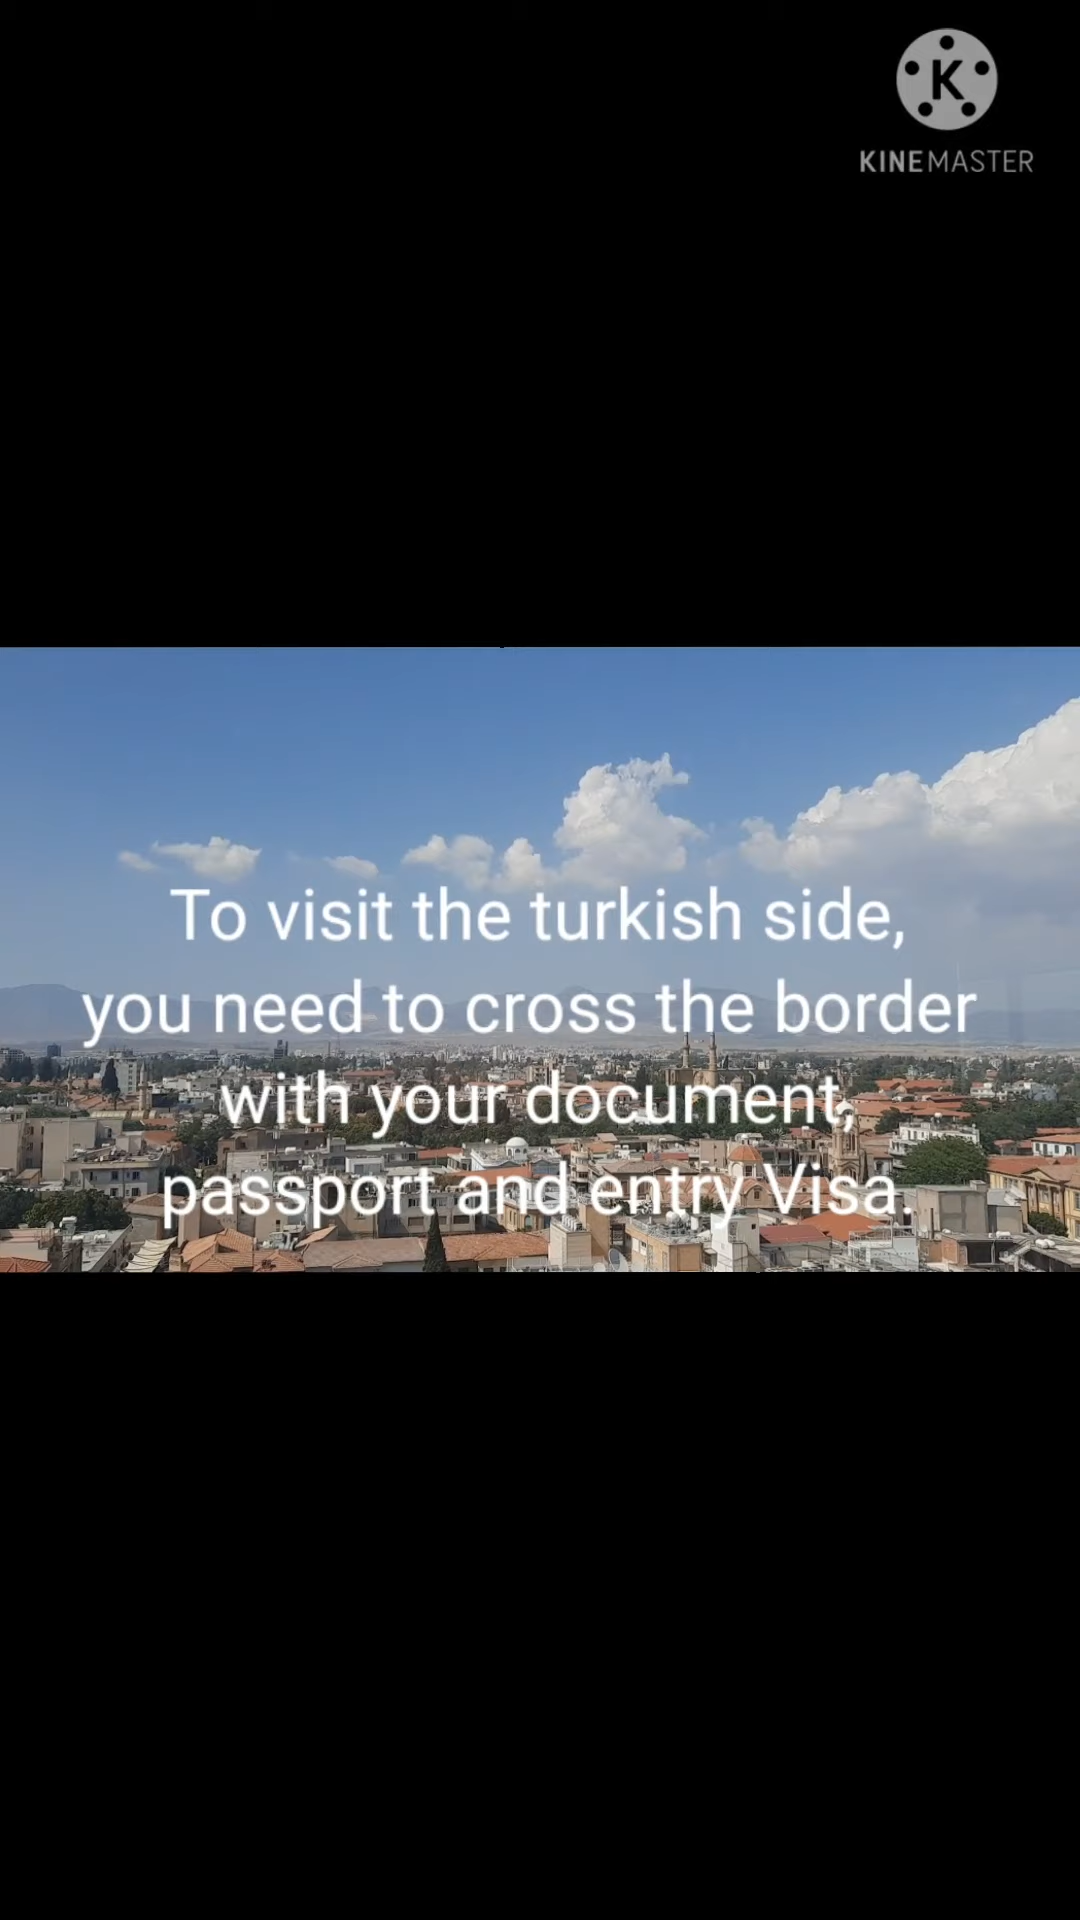 K
KINEMASTER
To visit the turkish side,
you need to cross the border
with your document,
passport and entry Visa.